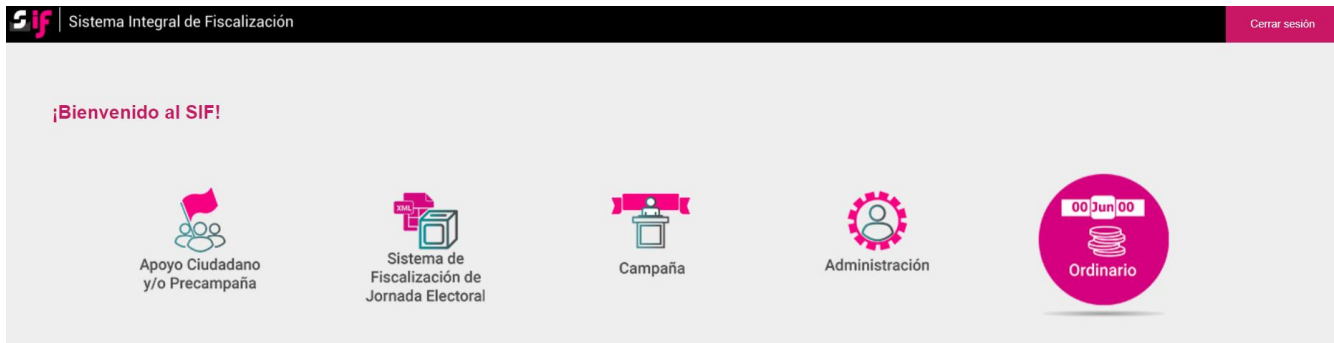 Sif Sistema Integral de Fiscalización
Cerrar sesión
¡Bienvenido al SIF!
Apoyo Ciudadano
y/o Precampaña
XML
Sistema de
Fiscalización de
Jornada Electoral
Campaña
Administración
00 Jun 00
Ordinario